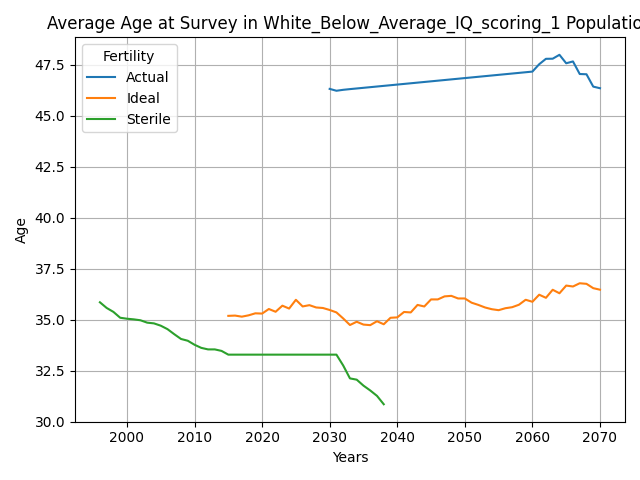 Average Age at Survey in White_Below_Average_IQ_scoring_1 Populatio
Fertility
Actual
Ideal
Sterile
47.5
45.0
42.5
40.0
37.5
35.0
32.5
30.0
Age
2000 2010 2020 2030 2040 2050 2060 2070
Years